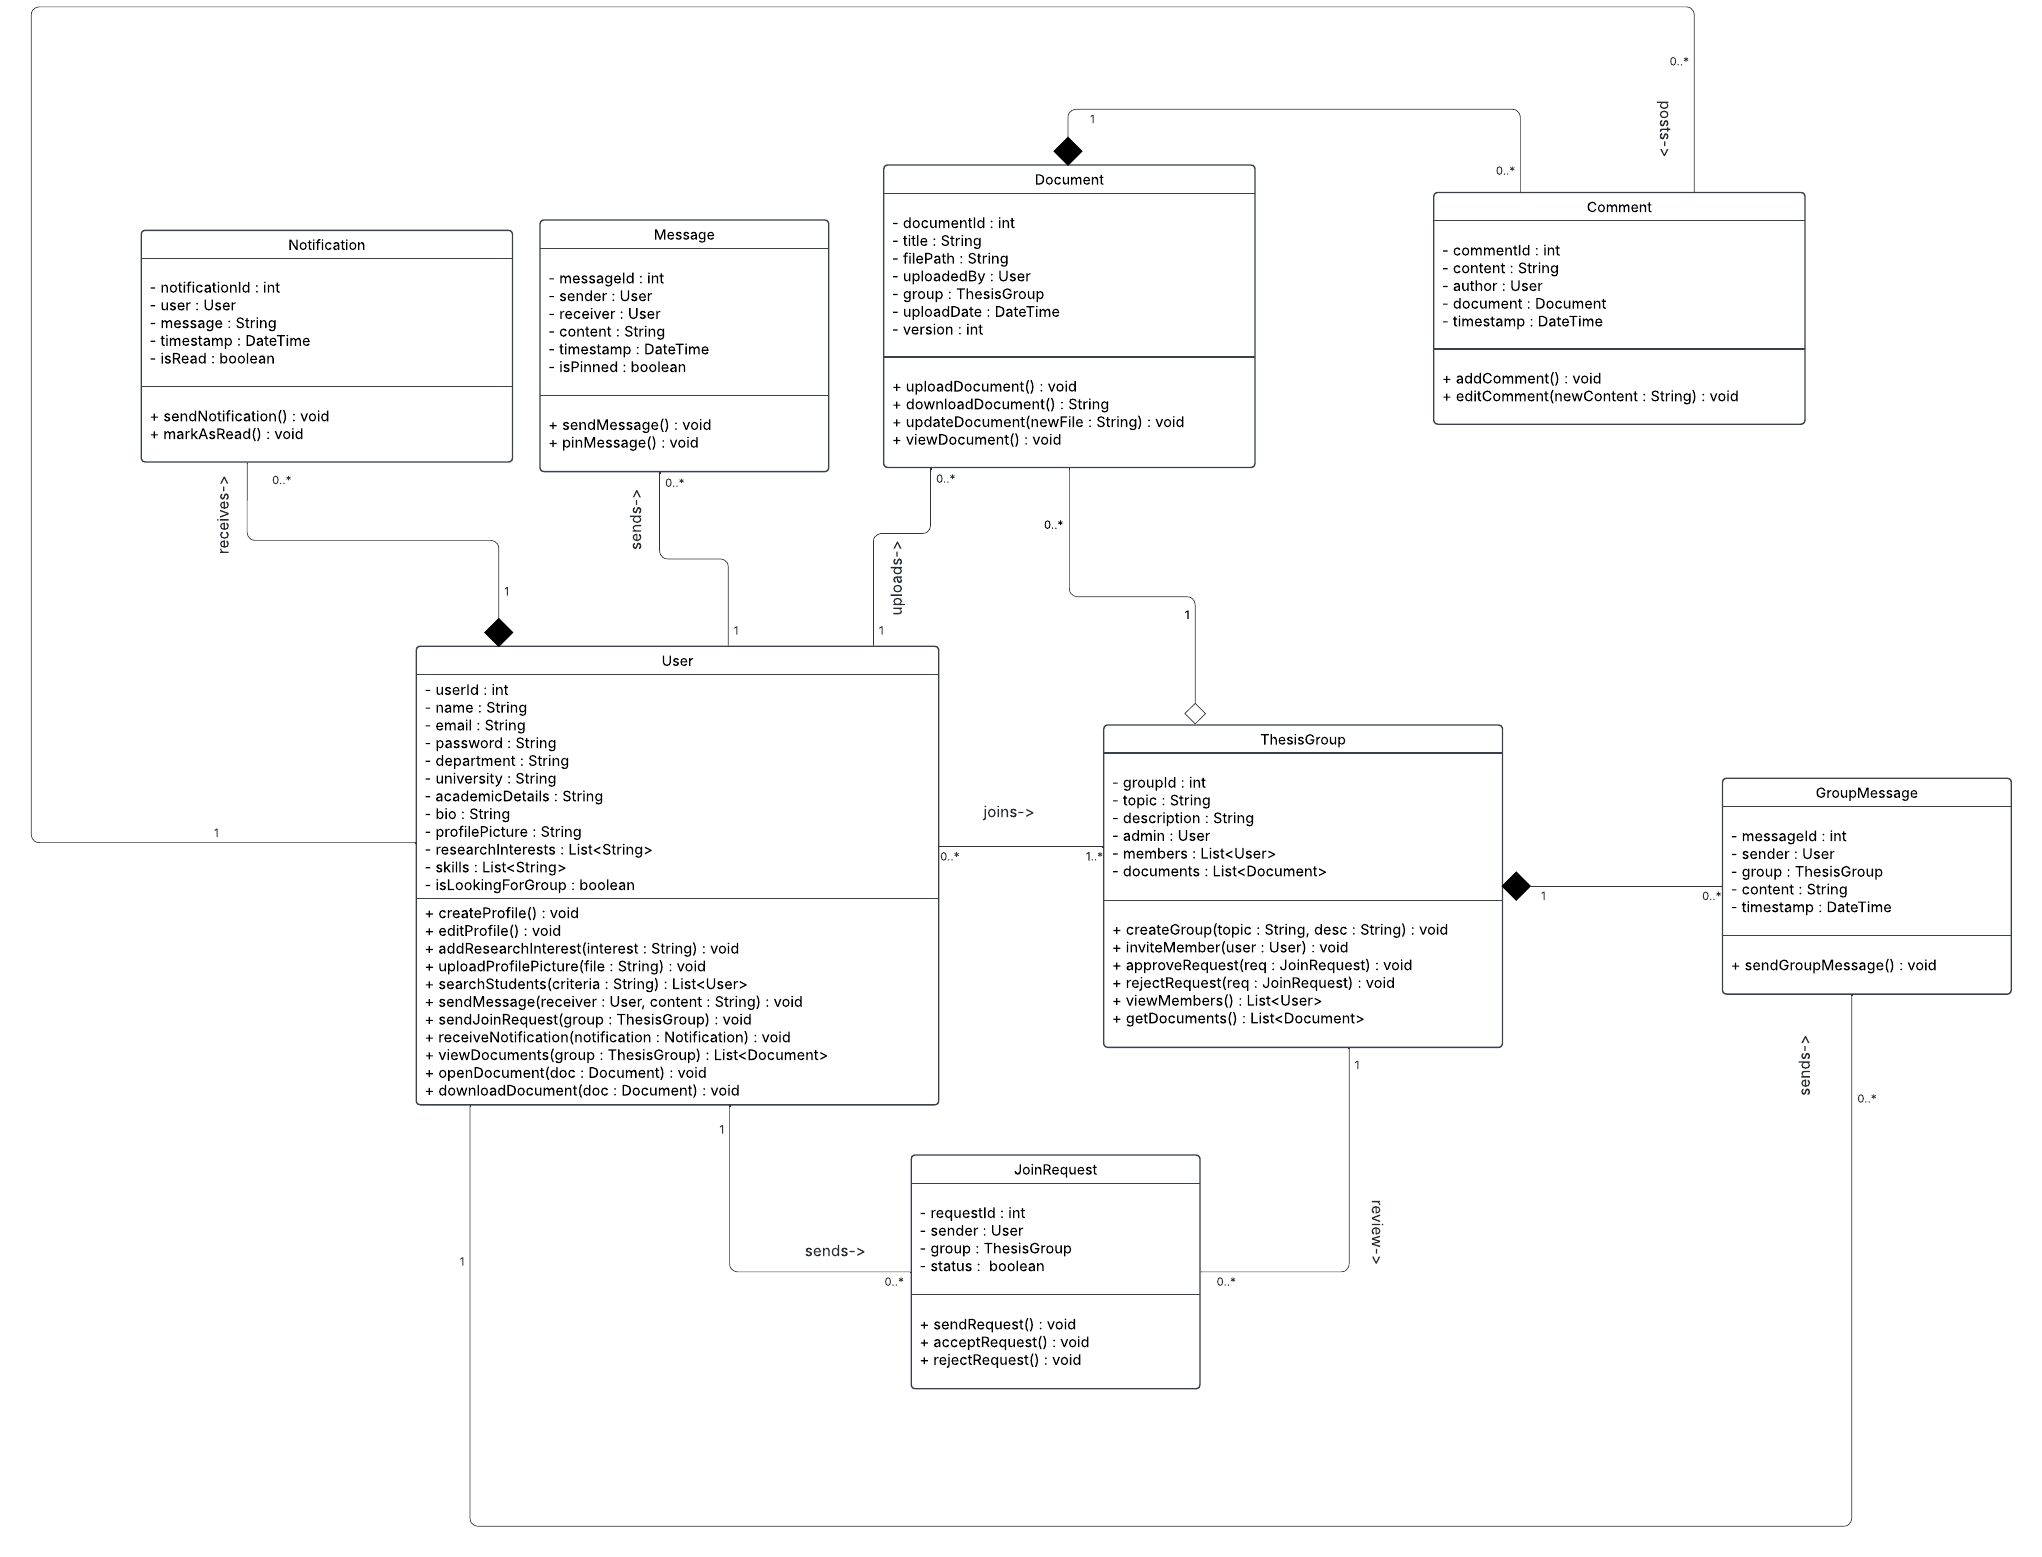 0..*
posts->
1
0..*
Document
- documentId : int
- title : String
- filePath : String
- uploadedBy : User
- group : ThesisGroup
- uploadDate : DateTime
- version : int
+ uploadDocument() : void
+ downloadDocument() : String
+ updateDocument(newFile : String) : void
+ viewDocument() : void
Comment
- commentId : int
- content : String
- author : User
- document : Document
- timestamp : DateTime
+ addComment() : void
+ editComment(newContent : String) : void
Notification
- notificationId : int
- user : User
- message : String
- timestamp : DateTime
- isRead : boolean
+ sendNotification() : void
+ markAsRead() : void
Message
- messageId : int
- sender : User
- receiver : User
- content : String
- timestamp : DateTime
- isPinned : boolean
+ sendMessage() : void
+ pinMessage() : void
receives->
0..*
1
sends->
0..*
1
uploads->
0..*
1
0..*
1
User
- userId : int
- name : String
- email : String
- password : String
- department : String
- university : String
- academicDetails : String
- bio : String
- profilePicture : String
- researchInterests : List<String>
- skills : List<String>
- isLookingForGroup : boolean
+ createProfile() : void
+ editProfile() : void
+ addResearchInterest(interest : String) : void
+ uploadProfilePicture(file : String) : void
+ searchStudents(criteria : String) : List<User>
+ sendMessage(receiver : User, content : String) : void
+ sendJoinRequest(group : ThesisGroup) : void
+ receiveNotification(notification : Notification) : void
+ viewDocuments(group : ThesisGroup) : List<Document>
+ openDocument(doc : Document) : void
+ downloadDocument(doc : Document) : void
1
joins->
0..*
1..*
ThesisGroup
- groupId : int
- topic : String
- description : String
- admin : User
- members : List<User>
- documents : List<Document>
+ createGroup(topic : String, desc : String) : void
+ inviteMember(user : User) : void
+ approveRequest(req : JoinRequest) : void
+ rejectRequest(req : JoinRequest) : void
+ viewMembers() : List<User>
+ getDocuments() : List<Document>
1
0..*
GroupMessage
- messageId : int
- sender : User
- group : ThesisGroup
- content : String
- timestamp : DateTime
+ sendGroupMessage() : void
sends->
0..*
1
1
sends->
0..*
JoinRequest
- requestId : int
- sender : User
- group : ThesisGroup
- status :  boolean
+ sendRequest() : void
+ acceptRequest() : void
+ rejectRequest() : void
1
review->
0..*
1